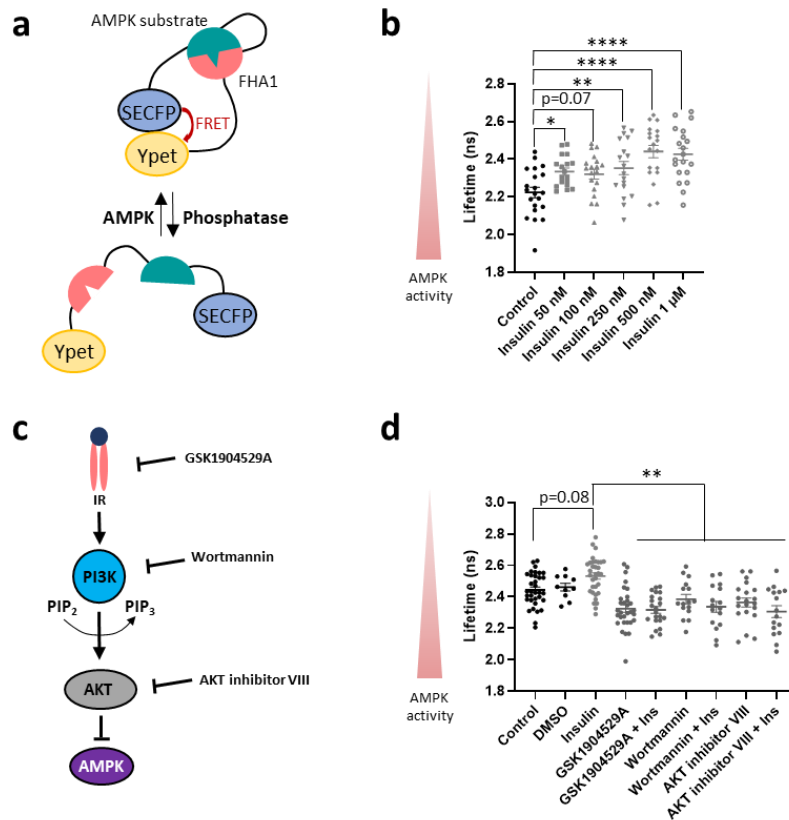 a
AMPK substrate
FHA1
SECFP
FRET
Ypet
AMPK
Phosphatase
SECFP
Ypet
b
****
****
**
p=0.07
*
2.8
2.6
2.4
2.2
2.0
1.8
Lifetime (ns)
AMPK
activity
Control
Insulin 50 nM
Insulin 100 nM
Insulin 250 nM
Insulin 500 nM
Insulin 1 µM
c
GSK1904529A
IR
Wortmannin
PI3K
PIP2
PIP3
AKT
AKT inhibitor VIII
AMPK
d
**
p=0.08
3.0
2.8
2.6
2.4
2.2
2.0
1.8
Lifetime (ns)
AMPK
activity
Control
DMSO
Insulin
GSK1904529A
GSK1904529A + Ins
Wortmannin
Wortmannin + Ins
AKT inhibitor VIII
AKT inhibitor VIII + Ins